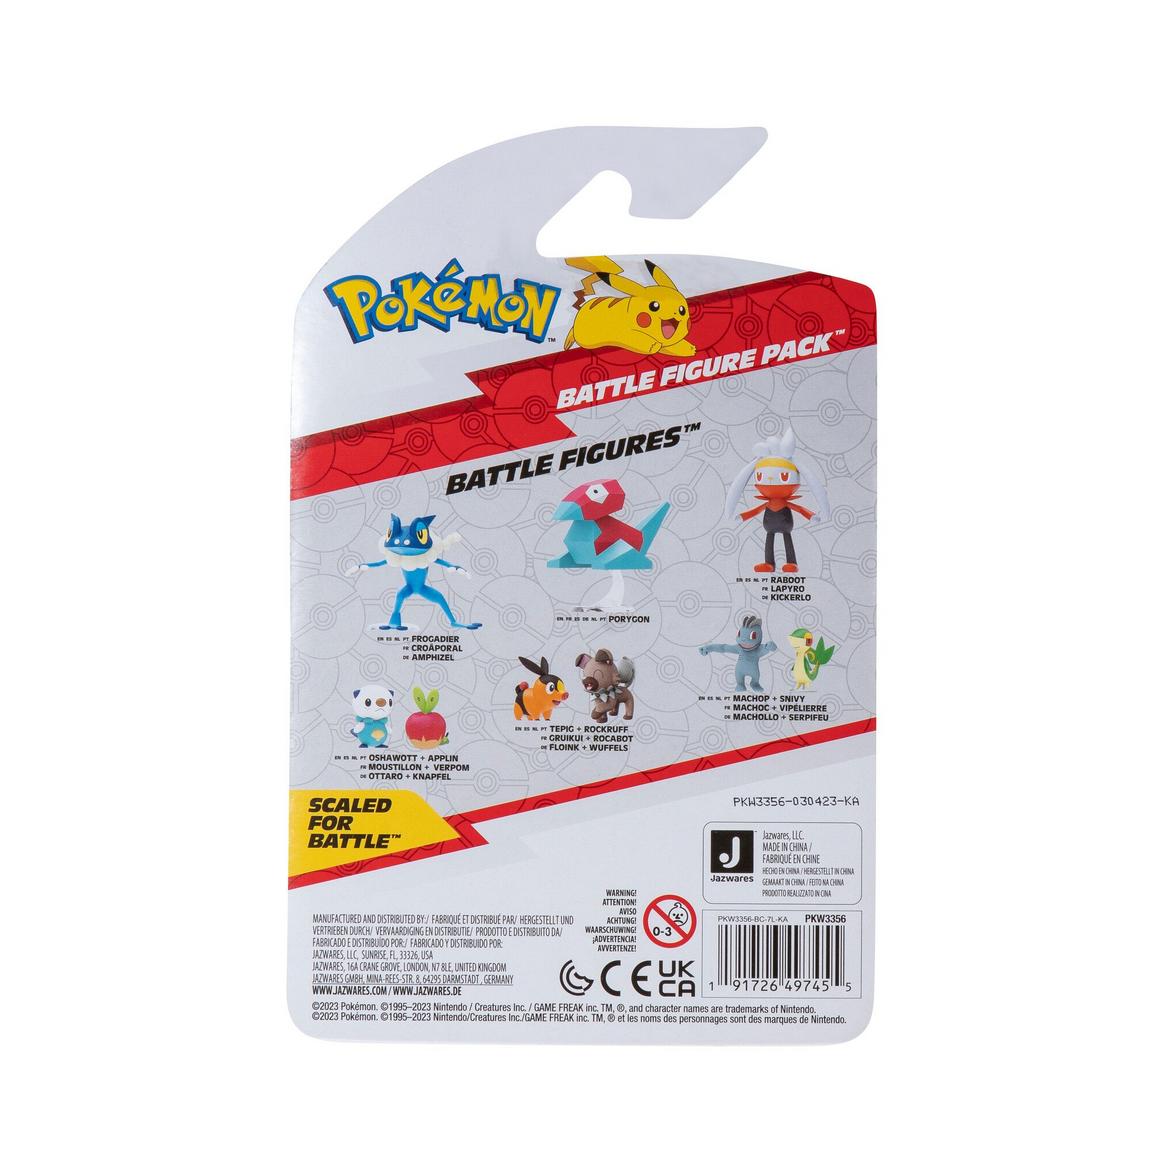 POKéMON™
BATTLE FIGURE PACK™
BATTLE FIGURES™
EN ES NL PT RABOOT
FR LAPYRO
DE KICKERLO
EN FR ES DE NL PT PORYGON
EN ES NL PT FROGADIER
FR CROÂPORAL
DE AMPHIZEL
EN ES NL PT MACHOP + SNIVY
FR MACHOC + VIPÉLIERRE
DE MACHOLLO + SERPIFEU
EN ES NL PT TEPIG + ROCKRUFF
FR GRUIKUI + ROCABOT
DE FLOINK + WUFFELS
EN ES NL PT OSHAWOTT + APPLIN
FR MOUSTILLON + VERPOM
DE OTTARO + KNAPFEL
SCALED
FOR
BATTLE™
PKW3356-030423-KA
J
Jazwares™
Jazwares, LLC.
MADE IN CHINA /
FABRIQUÉ EN CHINE
HECHO EN CHINA / HERGESTELLT IN CHINA
GEMAAKT IN CHINA / FEITO NA CHINA
PRODOTTO REALIZZATO IN CINA
WARNING!
ATTENTION!
AVISO
ACHTUNG!
WAARSCHUWING!
¡ADVERTENCIA!
AVVERTENZE!
0-3
MANUFACTURED AND DISTRIBUTED BY:/ FABRIQUÉ ET DISTRIBUÉ PAR/ HERGESTELLT UND
VERTRIEBEN DURCH/ VERVAARDIGING EN DISTRIBUTIE/ PRODOTTO E DISTRIBUITO DA/
FABRICADO E DISTRIBUÍDO POR:/ FABRICADO Y DISTRIBUIDO POR:
JAZWARES, LLC, SUNRISE, FL, 33326, USA
JAZWARES, 16A CRANE GROVE, LONDON, N7 8LE, UNITED KINGDOM
JAZWARES GMBH, MINA-REES-STR. 8, 64295 DARMSTADT, GERMANY
WWW.JAZWARES.COM / WWW.JAZWARES.DE
CE
UK
CA
PKW3356-BC-7L-KA PKW3356
1 91726 49745 5
©2023 Pokémon. ©1995–2023 Nintendo / Creatures Inc. / GAME FREAK inc. TM, ®, and character names are trademarks of Nintendo.
©2023 Pokémon. ©1995–2023 Nintendo/Creatures Inc./GAME FREAK inc. TM, ® et les noms des personnages sont des marques de Nintendo.